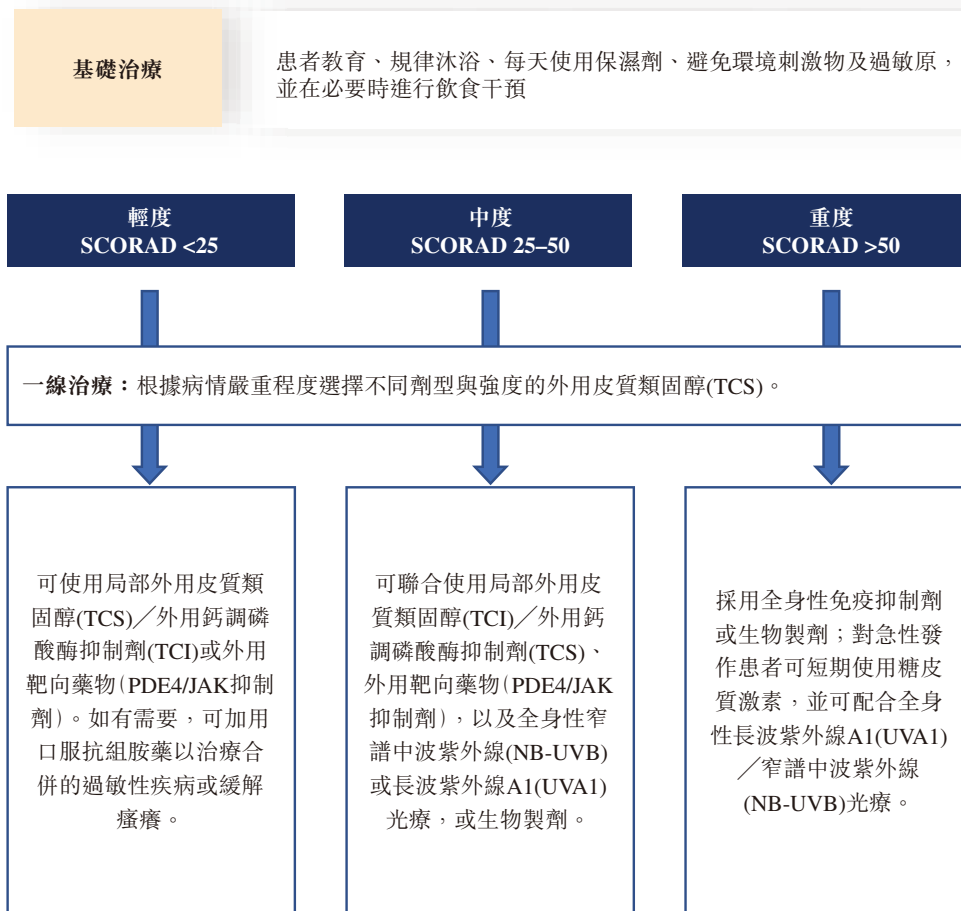 基礎治療
患者教育、規律沐浴、每天使用保濕劑、避免環境刺激物及過敏原，
並在必要時進行飲食干預
輕度
SCORAD <25
中度
SCORAD 25–50
重度
SCORAD >50
一線治療：根據病情嚴重程度選擇不同劑型與強度的外用皮質類固醇(TCS)。
可使用局部外用皮質類
固醇(TCS)／外用鈣調磷
酸酶抑制劑(TCI)或外用
靶向藥物(PDE4/JAK抑制
劑)。如有需要，可加用
口服抗組胺藥以治療合
併的過敏性疾病或緩解
瘙癢。
可聯合使用局部外用皮
質類固醇(TCI)／外用鈣
調磷酸酶抑制劑(TCS)、
外用靶向藥物(PDE4/JAK
抑制劑)，以及全身性窄
譜中波紫外線(NB-UVB)
或長波紫外線A1(UVA1)
光療，或生物製劑。
採用全身性免疫抑制劑
或生物製劑；對急性發
作患者可短期使用糖皮
質激素，並可配合全身
性長波紫外線A1(UVA1)
／窄譜中波紫外線
(NB-UVB)光療。